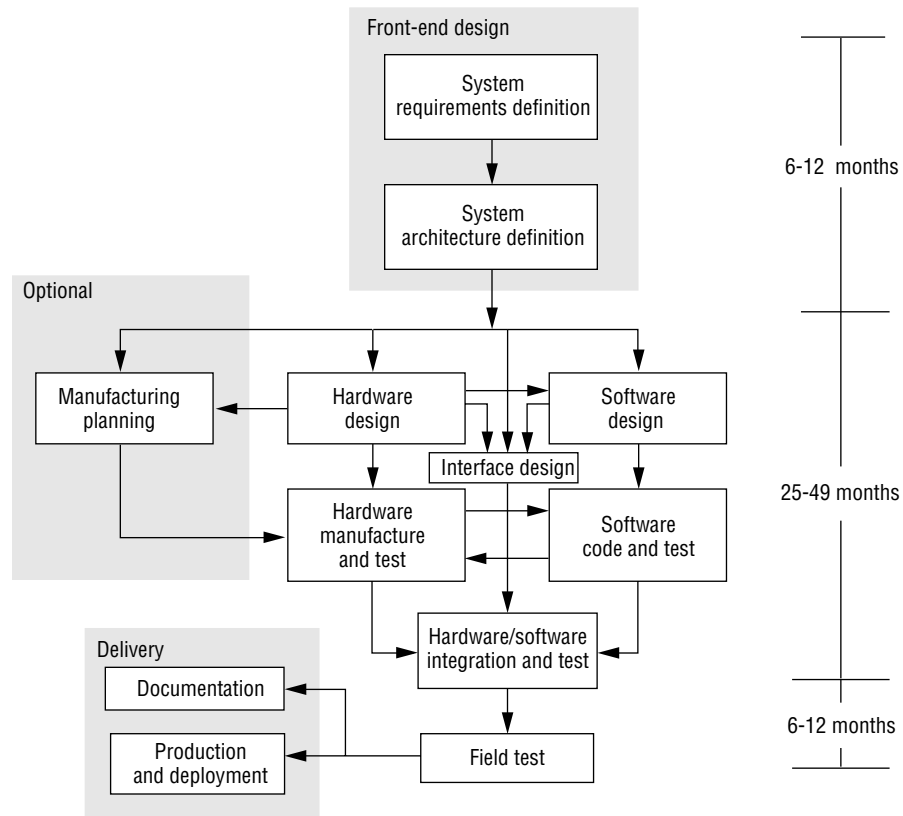 Front-end design
System
requirements definition
6-12 months
System
architecture definition
Optional
Manufacturing
planning
Hardware
design
Software
design
Interface design
25-49 months
Hardware
manufacture
and test
Software
code and test
Hardware/software
integration and test
Delivery
Documentation
6-12 months
Production
and deployment
Field test